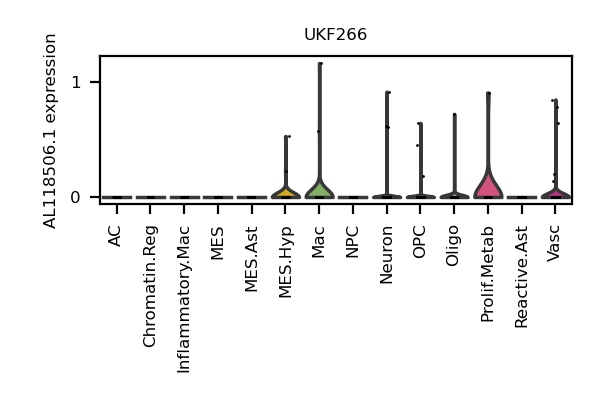 UKF266
AL118506.1 expression
1
0
AC
Chromatin.Reg
Inflammatory.Mac
MES
MES.Ast
MES.Hyp
Mac
NPC
Neuron
OPC
Oligo
Prolif.Metab
Reactive.Ast
Vasc